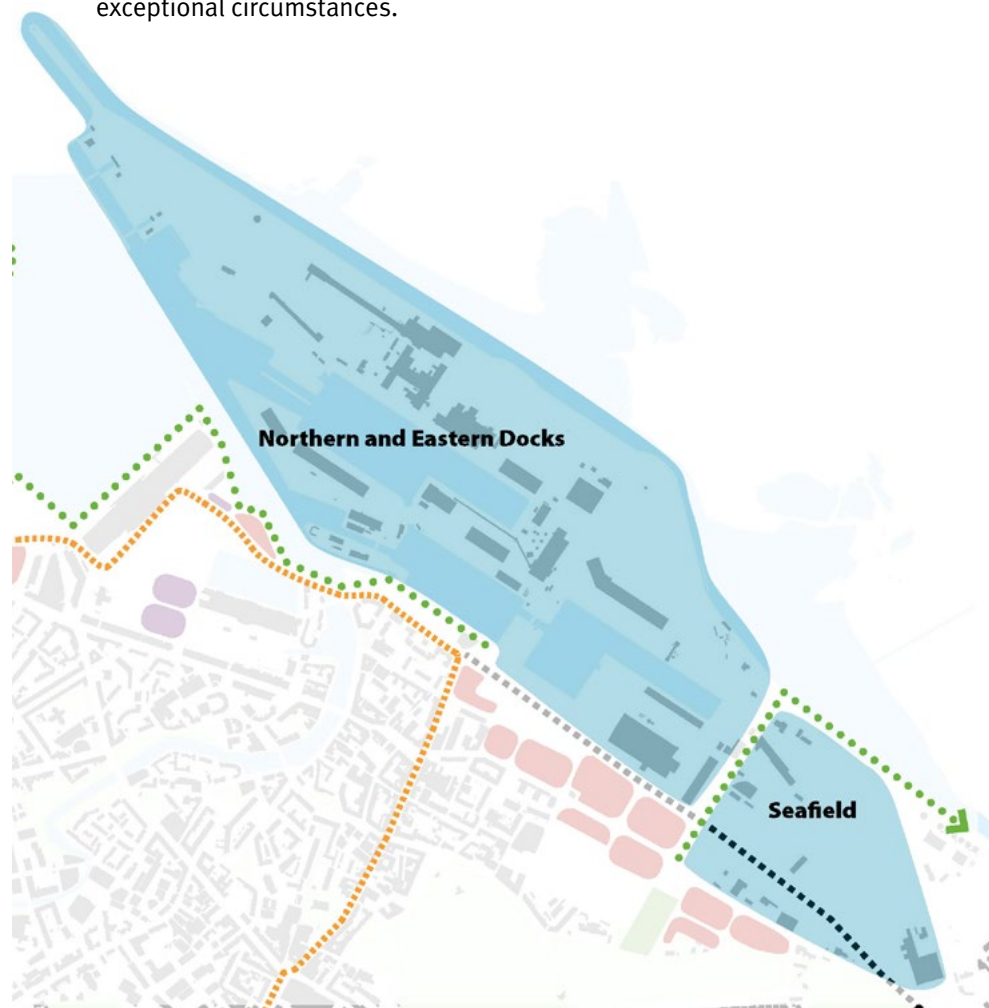 exceptional circumstances.
Northern and Eastern Docks
Seafield